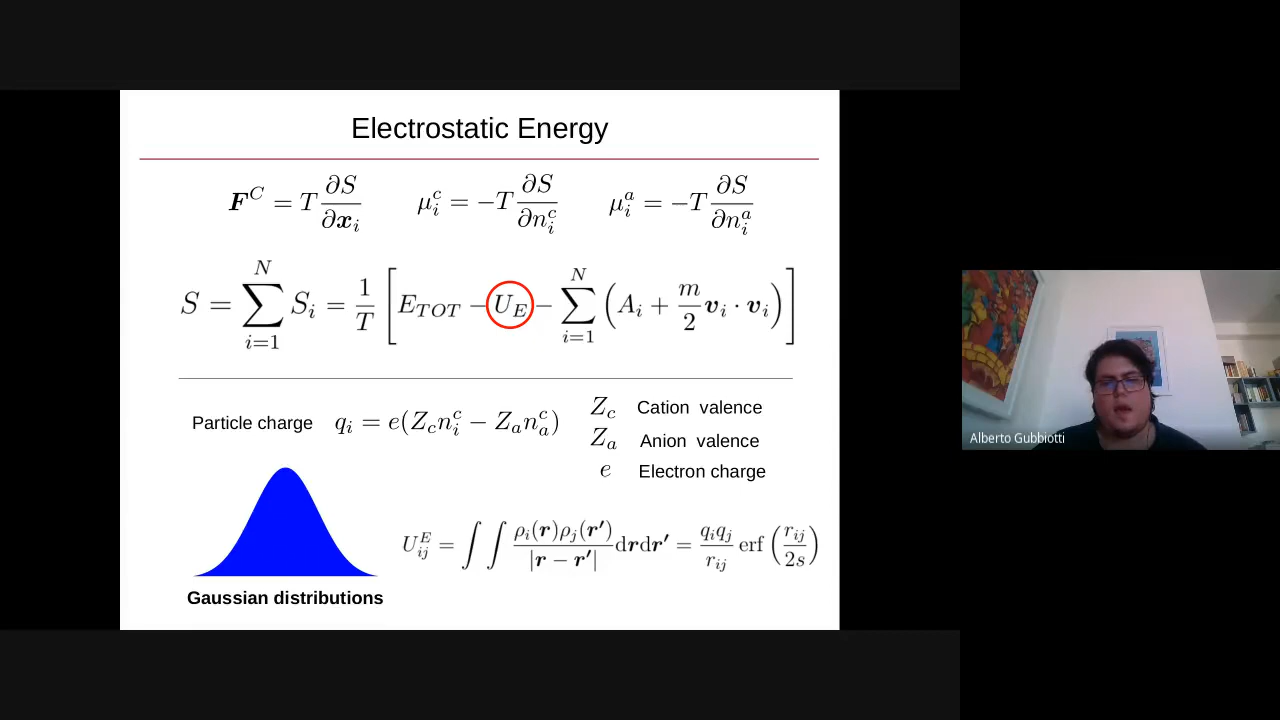 Electrostatic Energy
$\boldsymbol{F}^C = T\frac{\partial S}{\partial \boldsymbol{x}_i}$ $\mu_i^c = -T\frac{\partial S}{\partial n_i^c}$ $\mu_i^a = -T\frac{\partial S}{\partial n_i^a}$
$S = \sum_{i=1}^{N} S_i = \frac{1}{T}\left[E_{TOT} - U_E - \sum_{i=1}^{N}\left(A_i + \frac{m}{2}\boldsymbol{v}_i \cdot \boldsymbol{v}_i\right)\right]$
Particle charge $q_i = e(Z_c n_i^c - Z_a n_a^c)$
$Z_c$ Cation valence
$Z_a$ Anion valence
$e$ Electron charge
$U_{ij}^E = \int\int \frac{\rho_i(\boldsymbol{r})\rho_j(\boldsymbol{r'})}{|\boldsymbol{r} - \boldsymbol{r'}|}\mathrm{d}\boldsymbol{r}\mathrm{d}\boldsymbol{r'} = \frac{q_i q_j}{r_{ij}}\,\mathrm{erf}\left(\frac{r_{ij}}{2s}\right)$
Gaussian distributions
Alberto Gubbiotti